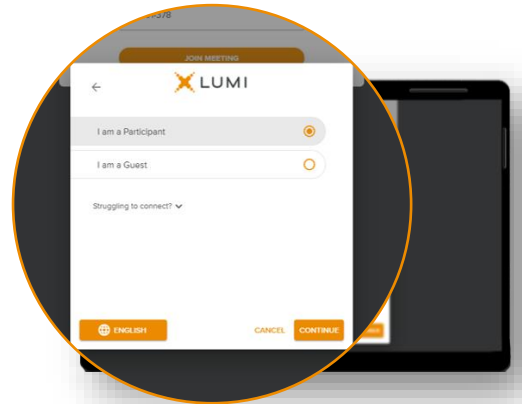 JOIN MEETING
LUMI
I am a Participant
I am a Guest
Struggling to connect?
ENGLISH
CANCEL
CONTINUE